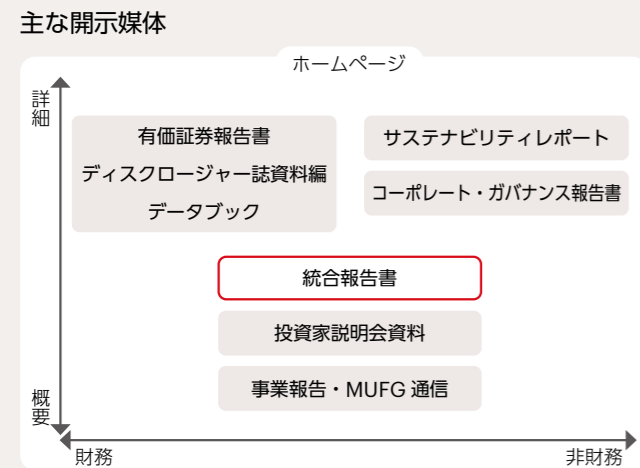 主な開示媒体
ホームページ
詳細
有価証券報告書
ディスクロージャー誌資料編
データブック
サステナビリティレポート
コーポレート・ガバナンス報告書
統合報告書
投資家説明会資料
事業報告・MUFG 通信
概要
財務
非財務